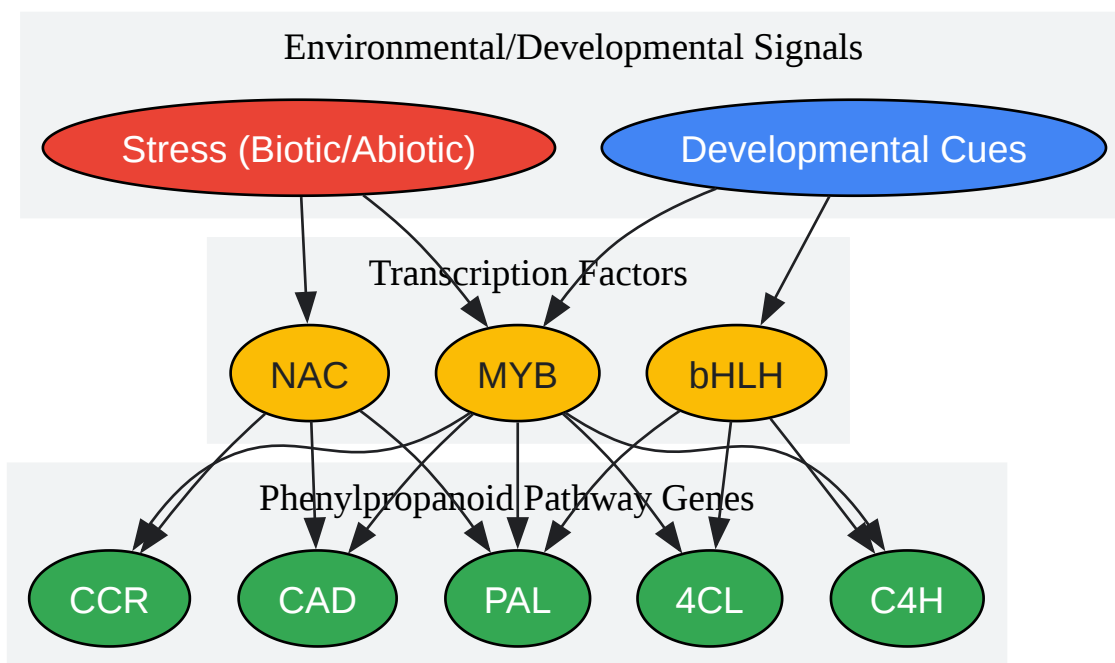 Environmental/Developmental Signals
Stress (Biotic/Abiotic)
Developmental Cues
Transcription Factors
NAC
MYB
bHLH
Phenylpropanoid Pathway Genes
CCR
CAD
PAL
4CL
C4H